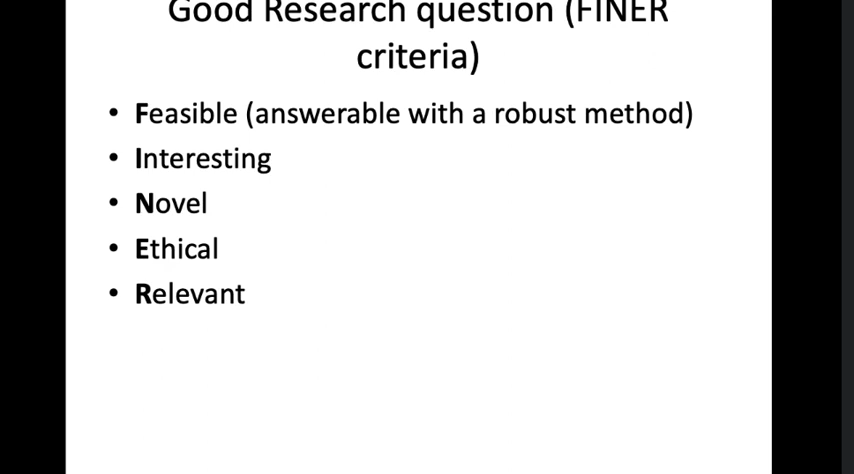 Good Research question (FINER
criteria)
• Feasible (answerable with a robust method)
• Interesting
• Novel
• Ethical
• Relevant